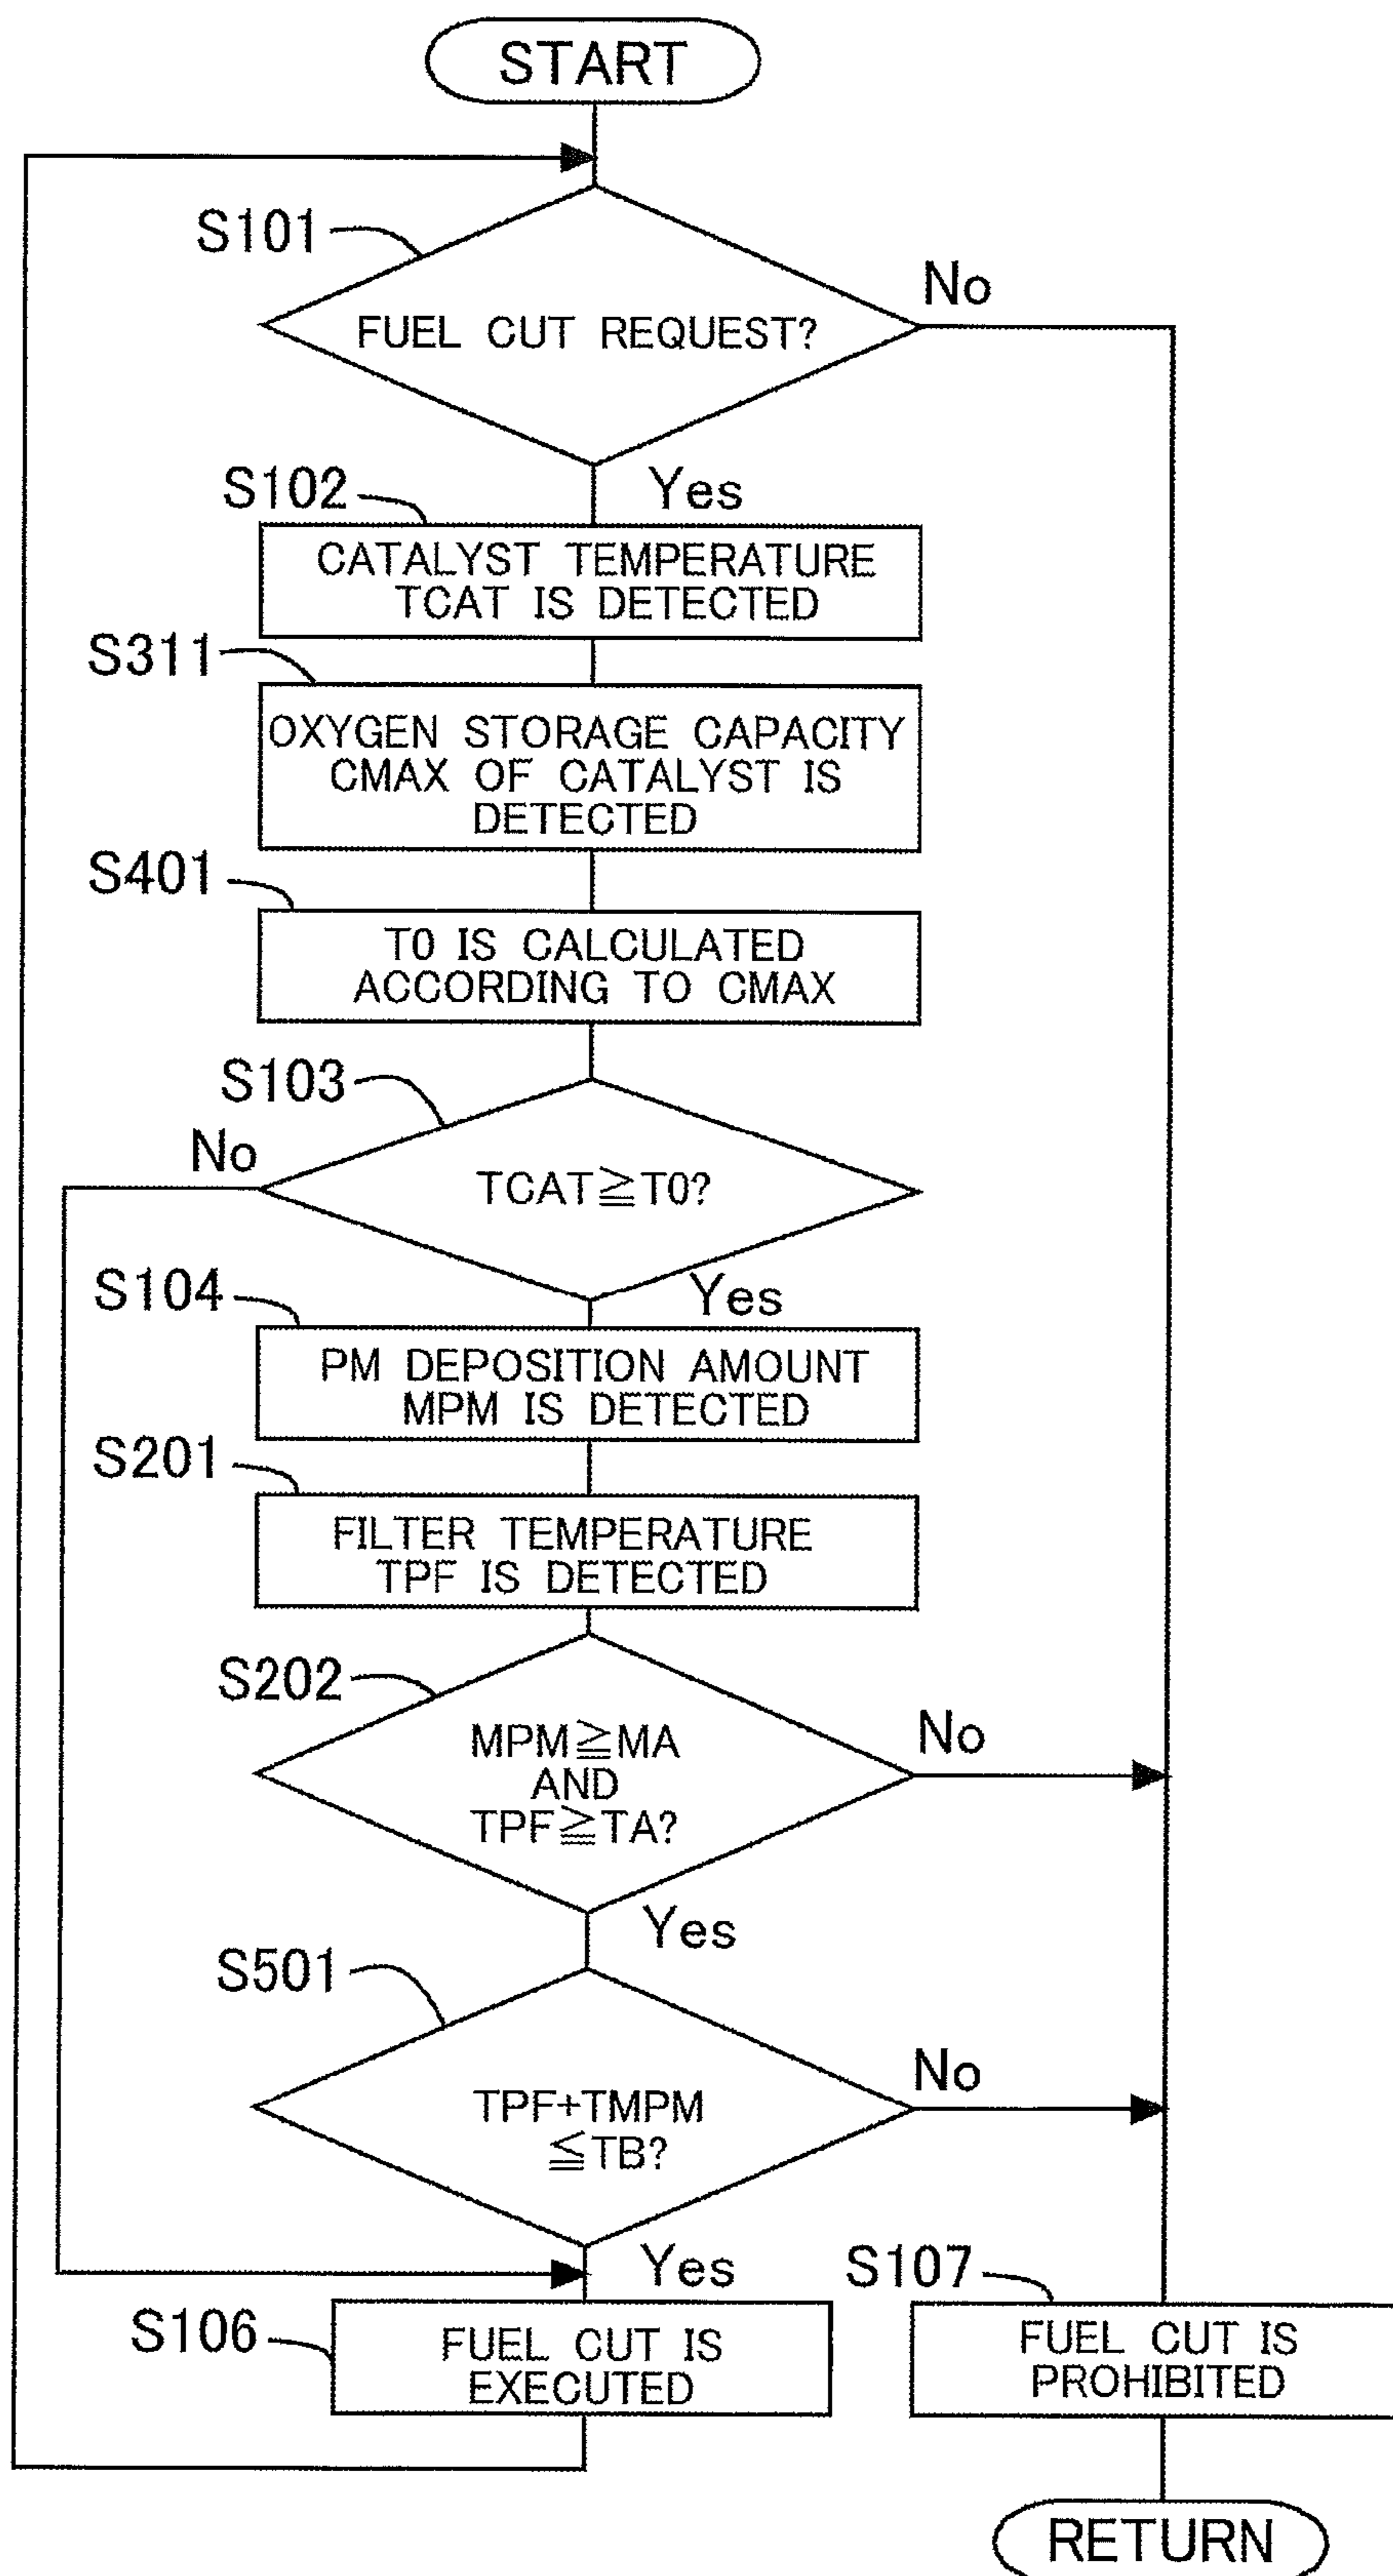 START
S101
FUEL CUT REQUEST?
No
Yes
S102
CATALYST TEMPERATURE
TCAT IS DETECTED
S311
OXYGEN STORAGE CAPACITY
CMAX OF CATALYST IS
DETECTED
S401
T0 IS CALCULATED
ACCORDING TO CMAX
S103
No
TCAT≧T0?
Yes
S104
PM DEPOSITION AMOUNT
MPM IS DETECTED
S201
FILTER TEMPERATURE
TPF IS DETECTED
S202
MPM≧MA
AND
TPF≧TA?
No
Yes
S501
TPF+TMPM
≦TB?
No
Yes
S106
FUEL CUT IS
EXECUTED
S107
FUEL CUT IS
PROHIBITED
RETURN